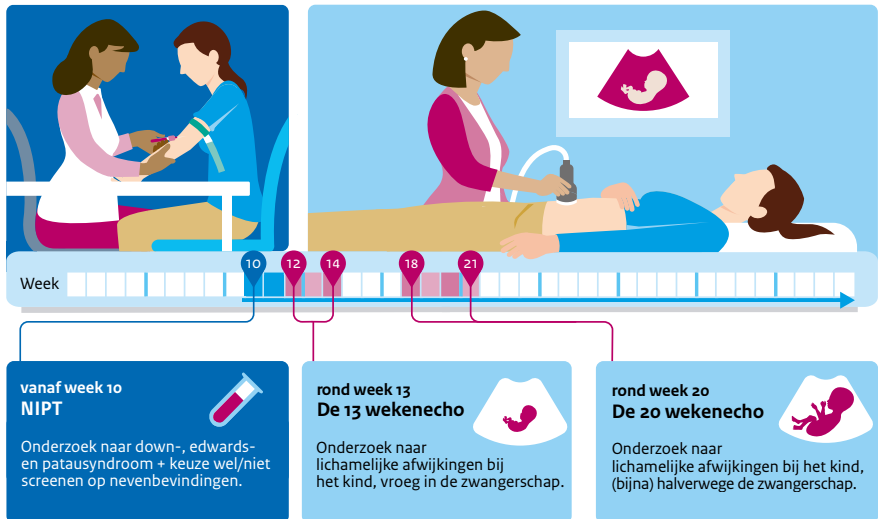 10
12
14
18
21
Week
vanaf week 10
NIPT
Onderzoek naar down-, edwards-
en patausyndroom + keuze wel/niet
screenen op nevenbevindingen.
rond week 13
De 13 wekenecho
Onderzoek naar
lichamelijke afwijkingen bij
het kind, vroeg in de zwangerschap.
rond week 20
De 20 wekenecho
Onderzoek naar
lichamelijke afwijkingen bij het kind,
(bijna) halverwege de zwangerschap.